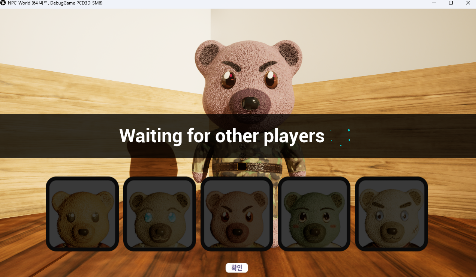 Waiting for other players
확인